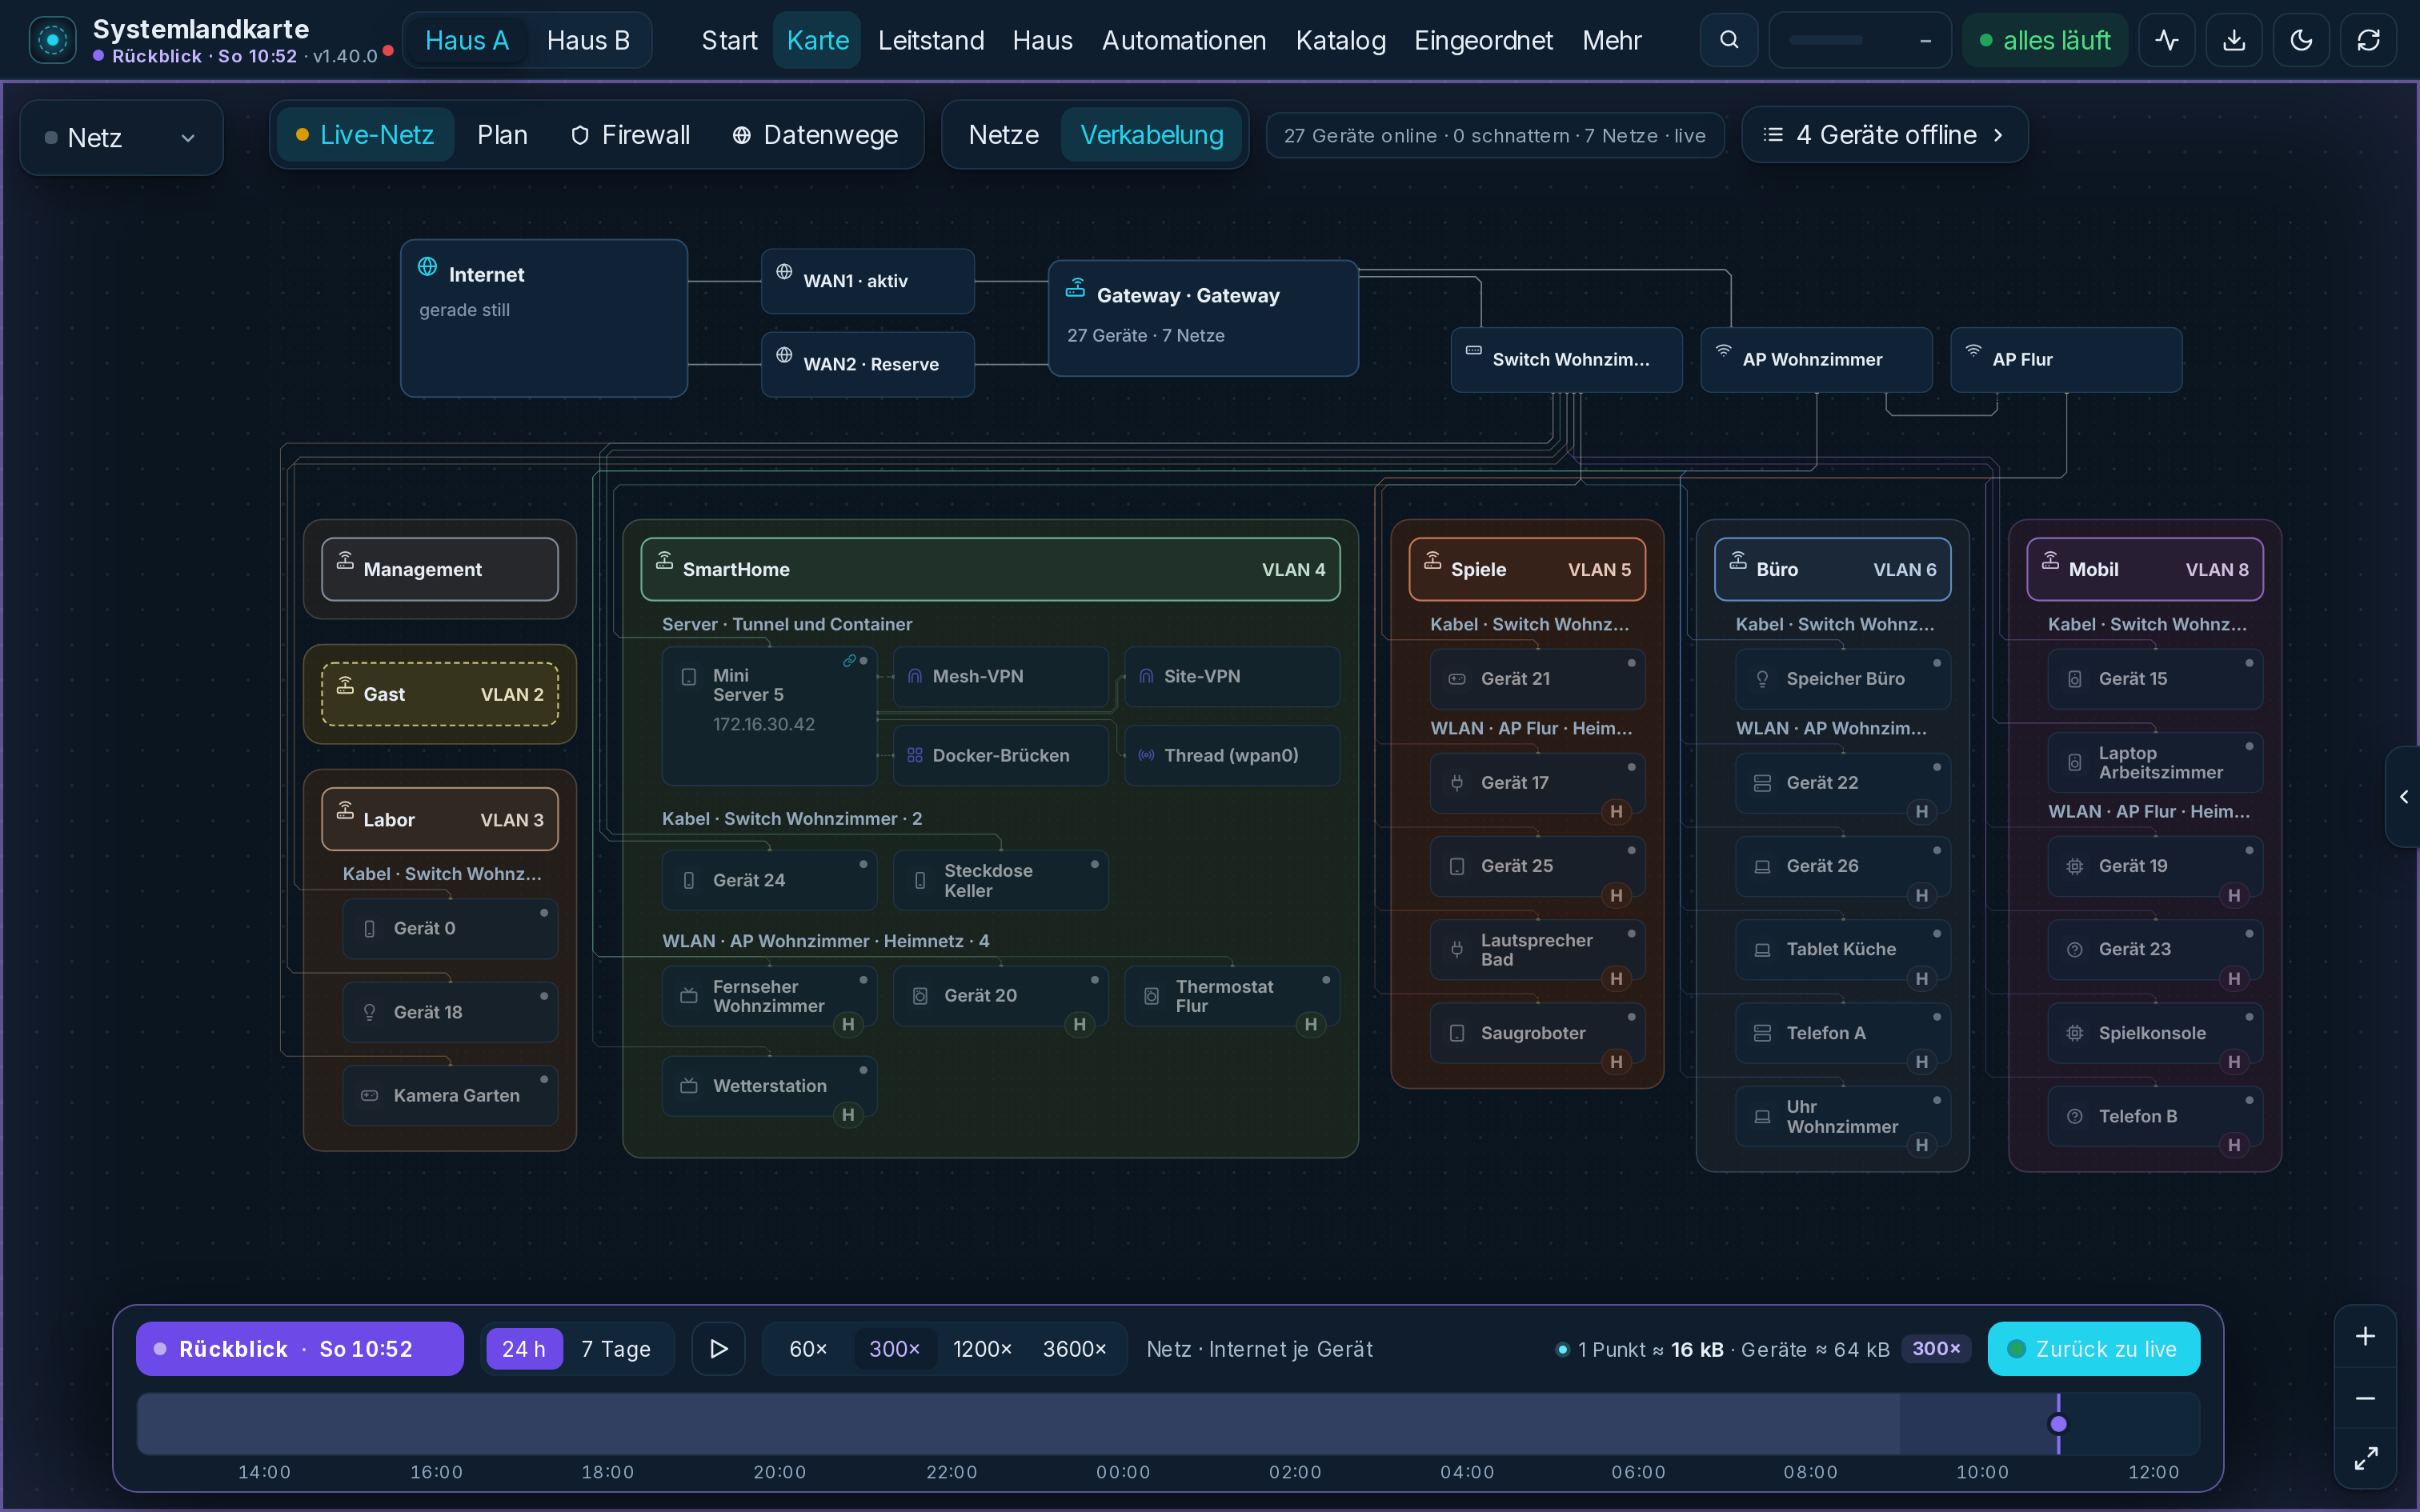 Systemlandkarte
Rückblick · So 10:52 · v1.40.0
Haus A
Haus B
Start
Karte
Leitstand
Haus
Automationen
Katalog
Eingeordnet
Mehr
–
alles läuft
Netz
Live-Netz
Plan
Firewall
Datenwege
Netze
Verkabelung
27 Geräte online · 0 schnattern · 7 Netze · live
4 Geräte offline
Internet
gerade still
WAN1 · aktiv
WAN2 · Reserve
Gateway · Gateway
27 Geräte · 7 Netze
Switch Wohnzim...
AP Wohnzimmer
AP Flur
Management
Gast
VLAN 2
Labor
VLAN 3
Kabel · Switch Wohnz...
Gerät 0
Gerät 18
Kamera Garten
SmartHome
VLAN 4
Server · Tunnel und Container
Mini
Server 5
172.16.30.42
Mesh-VPN
Site-VPN
Docker-Brücken
Thread (wpan0)
Kabel · Switch Wohnzimmer · 2
Gerät 24
Steckdose
Keller
WLAN · AP Wohnzimmer · Heimnetz · 4
Fernseher
Wohnzimmer
H
Gerät 20
H
Thermostat
Flur
H
Wetterstation
H
Spiele
VLAN 5
Kabel · Switch Wohnz...
Gerät 21
WLAN · AP Flur · Heim...
Gerät 17
H
Gerät 25
H
Lautsprecher
Bad
H
Saugroboter
H
Büro
VLAN 6
Kabel · Switch Wohnz...
Speicher Büro
WLAN · AP Wohnzim...
Gerät 22
H
Gerät 26
H
Tablet Küche
H
Telefon A
H
Uhr
Wohnzimmer
H
Mobil
VLAN 8
Kabel · Switch Wohnz...
Gerät 15
Laptop
Arbeitszimmer
WLAN · AP Flur · Heim...
Gerät 19
H
Gerät 23
H
Spielkonsole
H
Telefon B
H
Rückblick · So 10:52
24 h
7 Tage
60×
300×
1200×
3600×
Netz · Internet je Gerät
1 Punkt ≈ 16 kB · Geräte ≈ 64 kB
300×
Zurück zu live
14:00
16:00
18:00
20:00
22:00
00:00
02:00
04:00
06:00
08:00
10:00
12:00